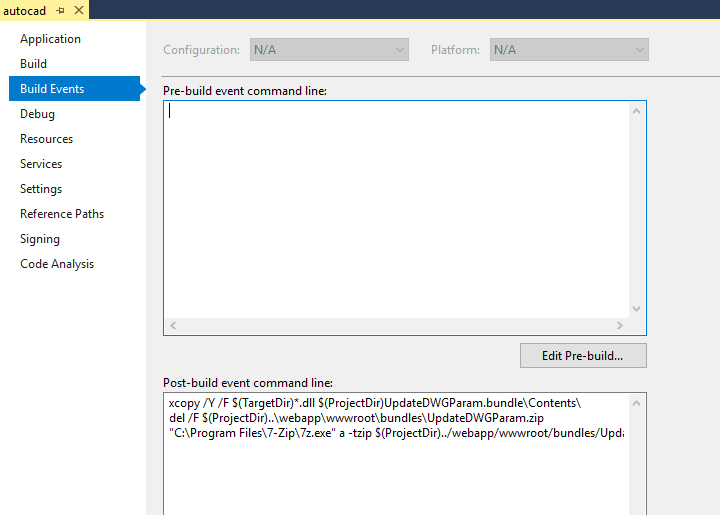 autocad
Application
Build
Build Events
Debug
Resources
Services
Settings
Reference Paths
Signing
Code Analysis
Configuration: N/A Platform: N/A
Pre-build event command line:
Edit Pre-build...
Post-build event command line:
xcopy /Y /F $(TargetDir)*.dll $(ProjectDir)UpdateDWGParam.bundle\Contents\
del /F $(ProjectDir)..\webapp\wwwroot\bundles\UpdateDWGParam.zip
"C:\Program Files\7-Zip\7z.exe" a -tzip $(ProjectDir)../webapp/wwwroot/bundles/Upda